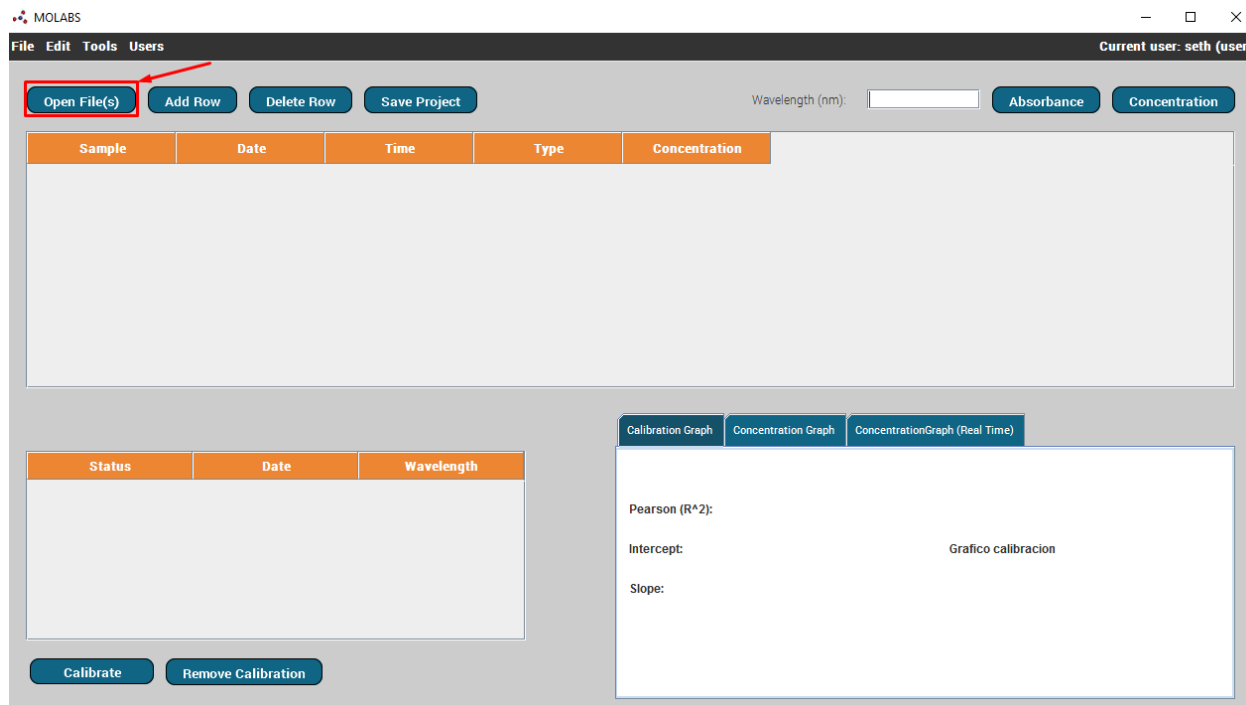 MOLABS
File Edit Tools Users Current user: seth (user
Open File(s) Add Row Delete Row Save Project Wavelength (nm): Absorbance Concentration
Sample Date Time Type Concentration
Calibration Graph Concentration Graph ConcentrationGraph (Real Time)
Status Date Wavelength
Pearson (R^2):
Intercept: Grafico calibracion
Slope:
Calibrate Remove Calibration